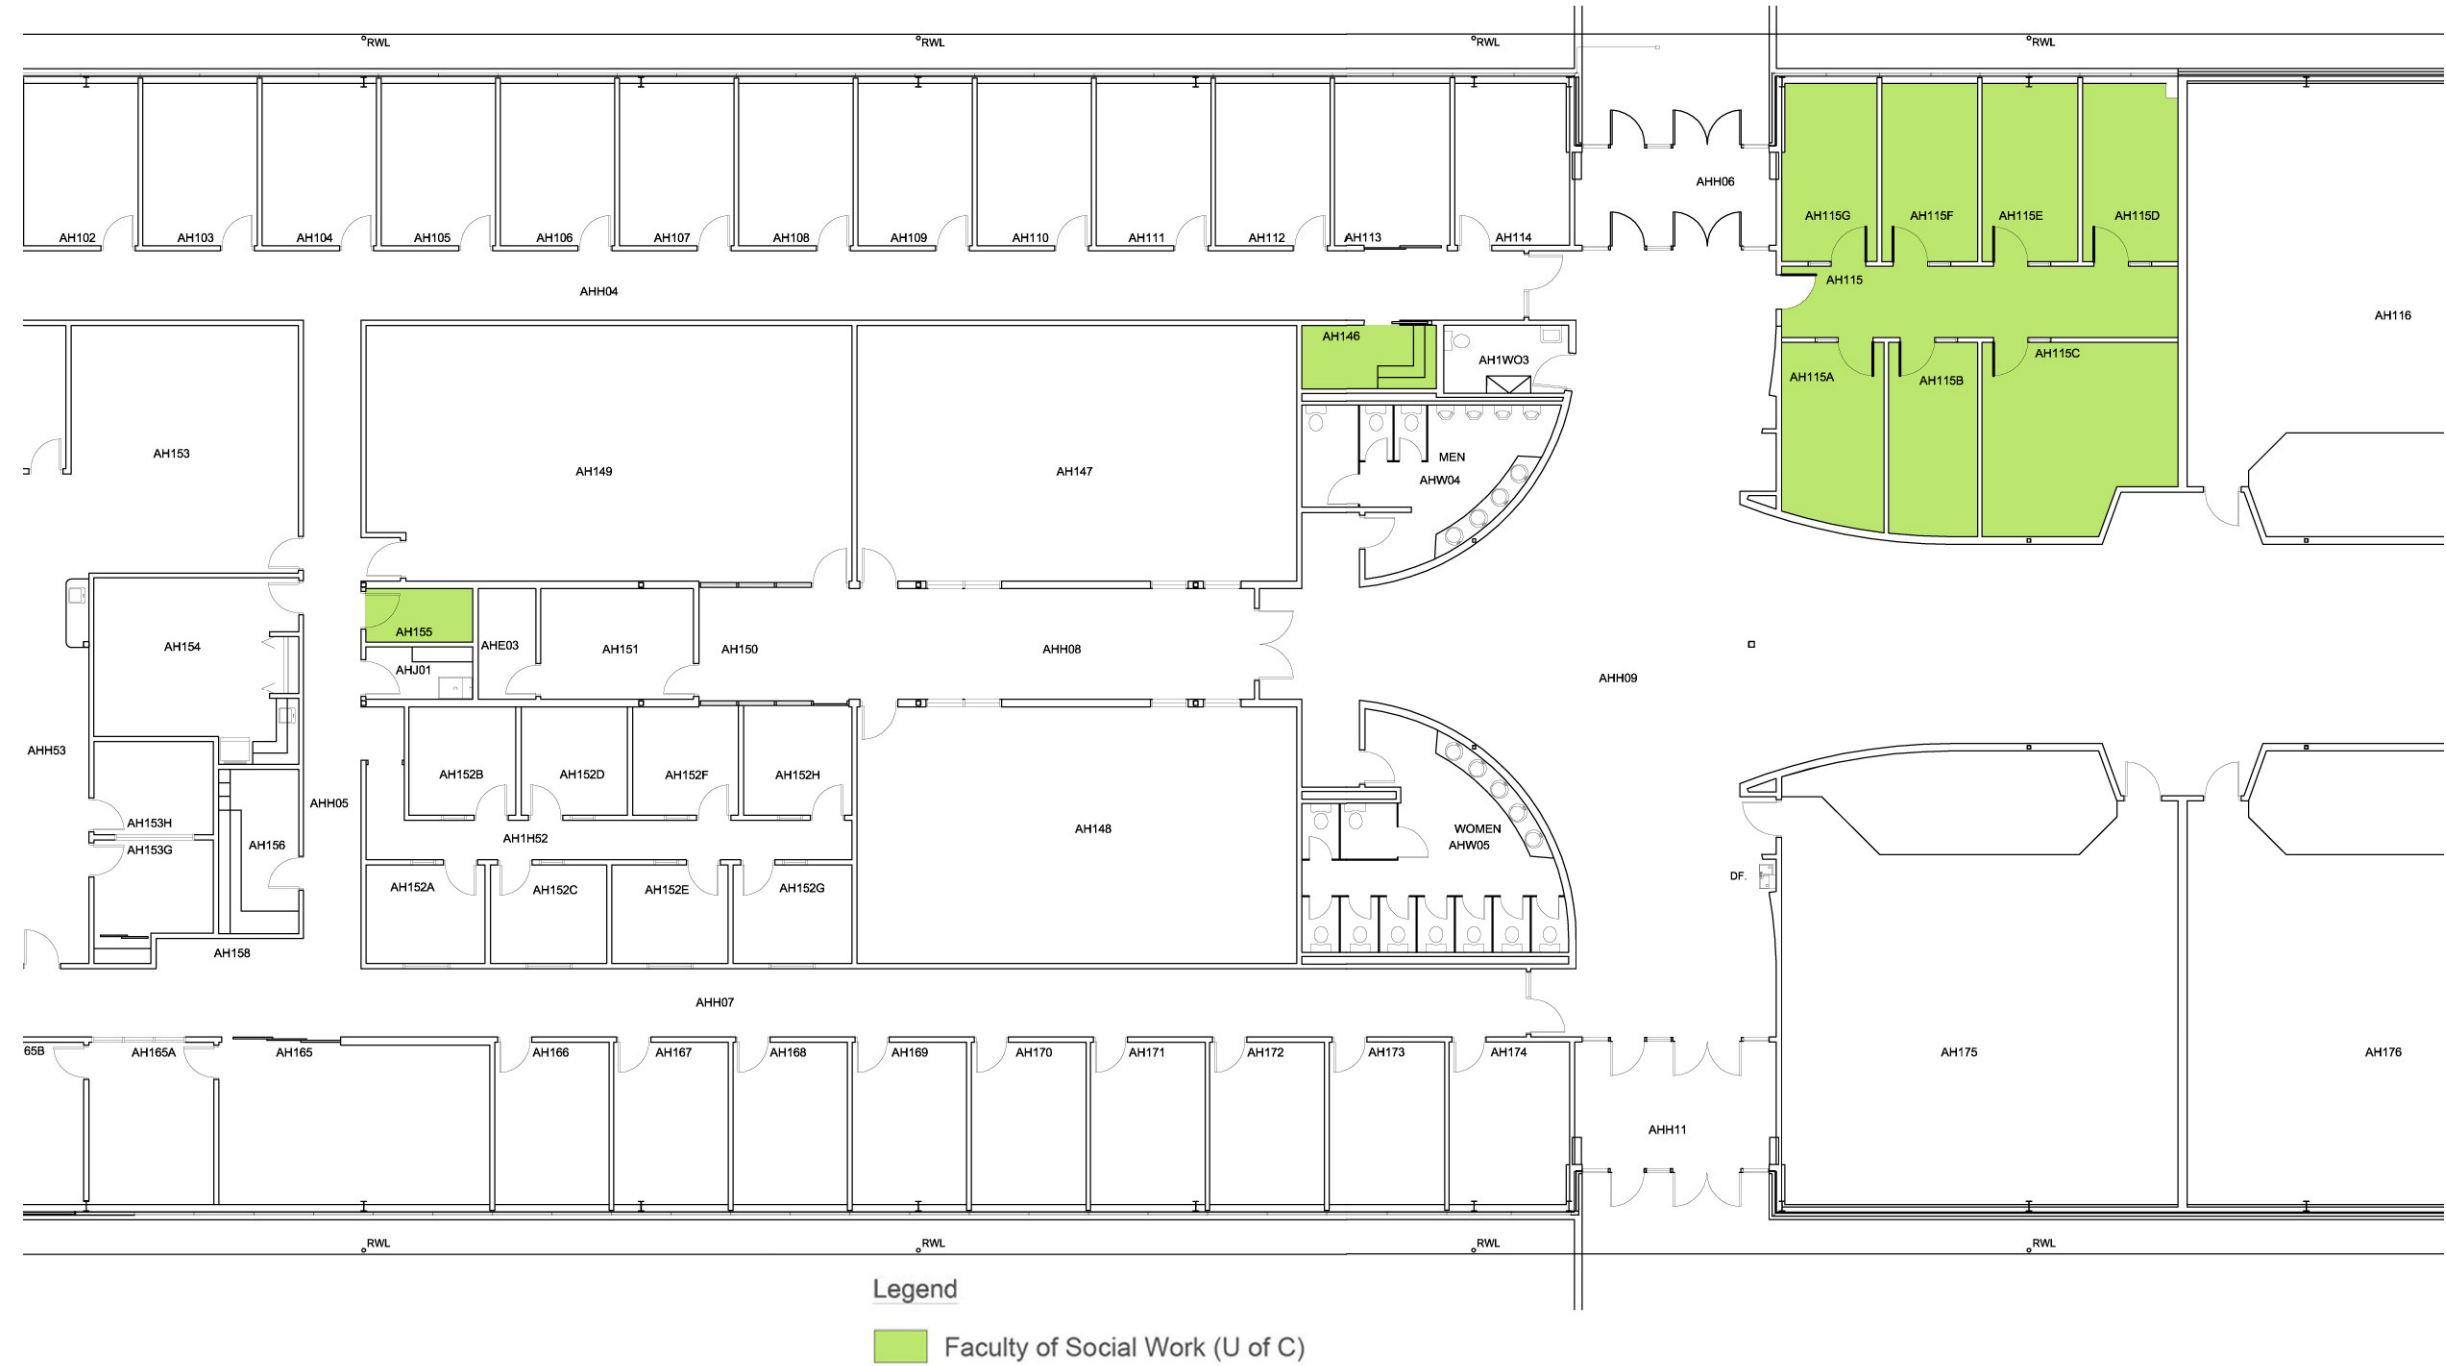 RWL RWL RWL RWL
AHH06
AH115G AH115F AH115E AH115D
AH102 AH103 AH104 AH105 AH106 AH107 AH108 AH109 AH110 AH111 AH112 AH113 AH114
AH115
AHH04
AH116
AH146
AH115C
AH1WO3
AH115A AH115B
AH153
MEN
AH149 AH147
AHW04
AH155
AH154 AHE03 AH151 AH150 AHH08
AHJ01
AHH09
AHH53
AH152B AH152D AH152F AH152H
AHH05
AH153H
WOMEN
AH148
AH1H52
AH156 AHW05
AH153G
DF.
AH152A AH152C AH152E AH152G
AH158
AHH07
65B AH165A AH165 AH166 AH167 AH168 AH169 AH170 AH171 AH172 AH173 AH174 AH175 AH176
AHH11
RWL RWL RWL RWL
Legend
Faculty of Social Work (U of C)